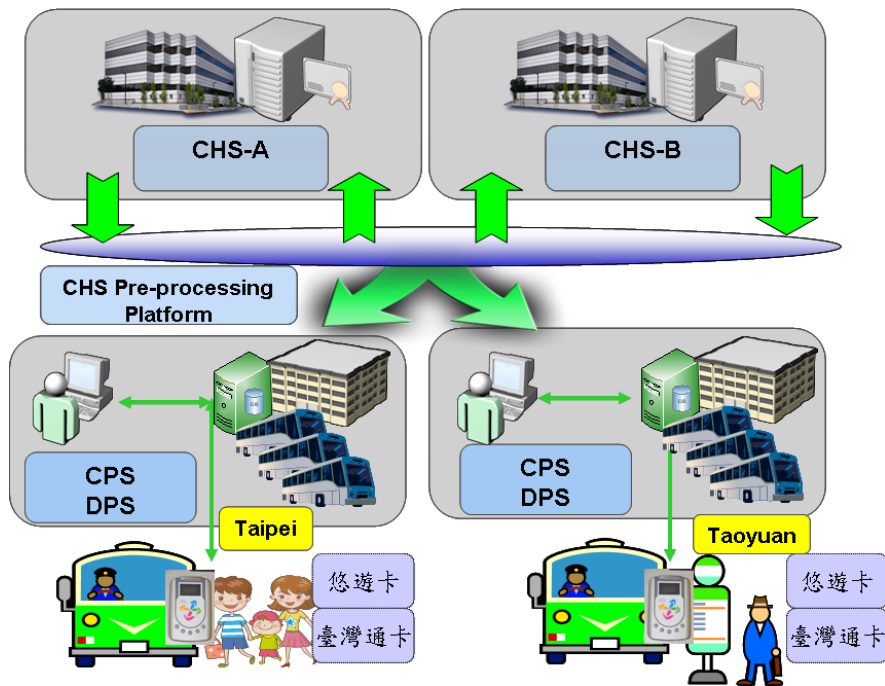 CHS-A
CHS-B
CHS Pre-processing
Platform
CPS
DPS
CPS
DPS
Taipei
Taoyuan
悠遊卡
臺灣通卡
悠遊卡
臺灣通卡